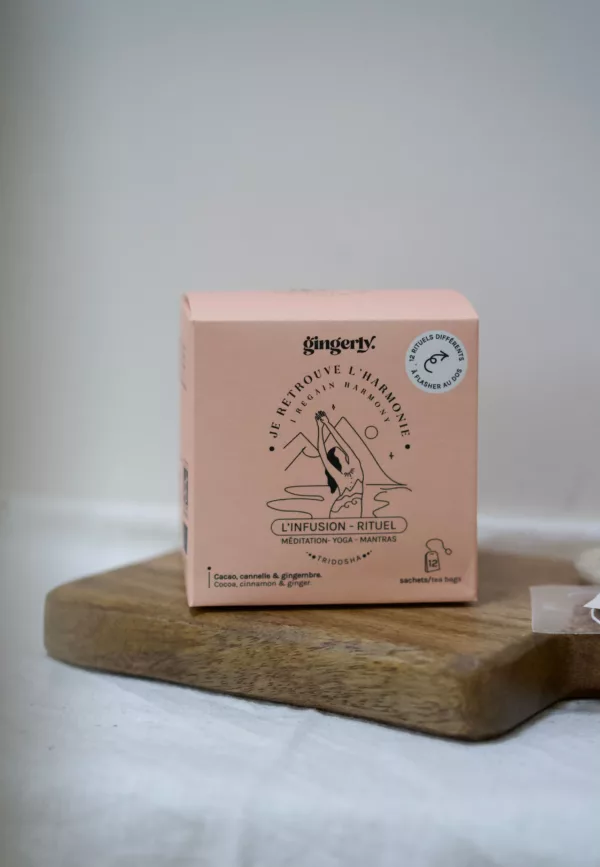 gingerly.
12 RITUELS DIFFÉRENTS
À FLASHER AU DOS
JE RETROUVE L'HARMONIE
I REGAIN HARMONY
L'INFUSION - RITUEL
MÉDITATION- YOGA - MANTRAS
TRIDOSHA
12
Cacao, cannelle & gingembre.
Cocoa, cinnamon & ginger.
sachets/tea bags